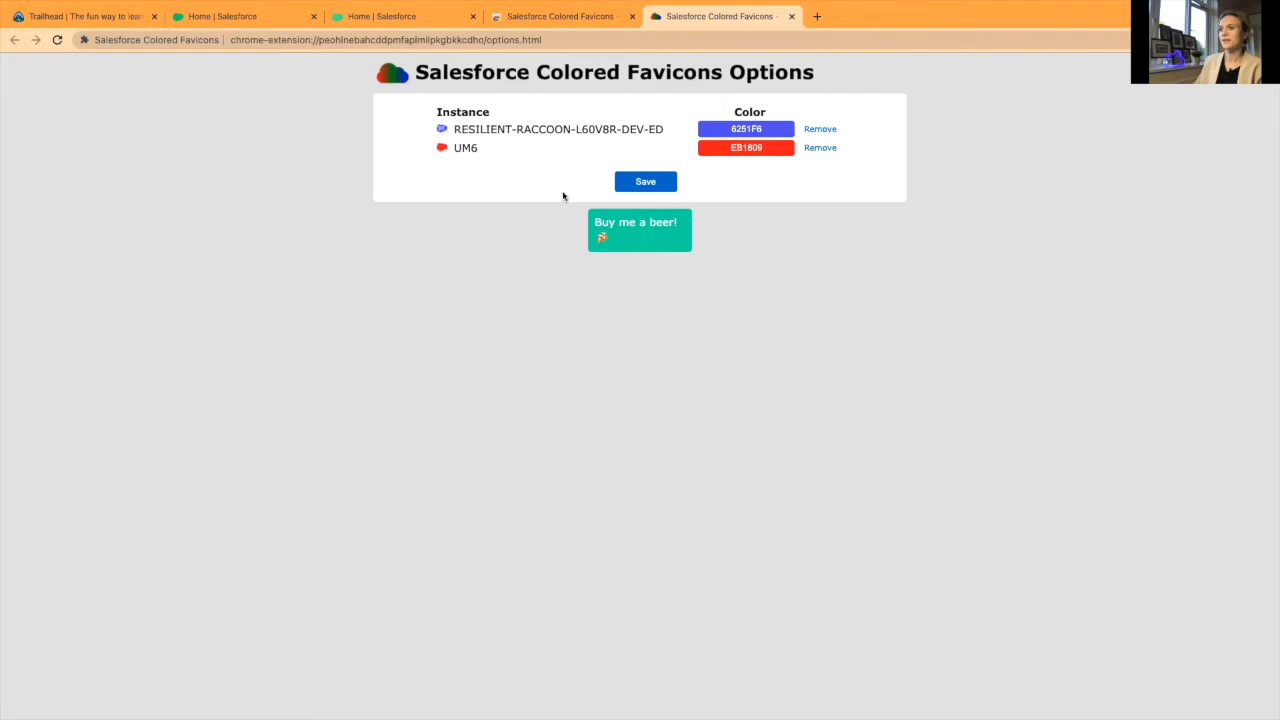 Trailhead | The fun way to lear
Home | Salesforce
Home | Salesforce
Salesforce Colored Favicons -
Salesforce Colored Favicons -
Salesforce Colored Favicons
chrome-extension://peohlnebahcddpmfaplmilpkgbkkcdho/options.html
Salesforce Colored Favicons Options
Instance Color
RESILIENT-RACCOON-L60V8R-DEV-ED 6251F6 Remove
UM6 EB1809 Remove
Save
Buy me a beer!